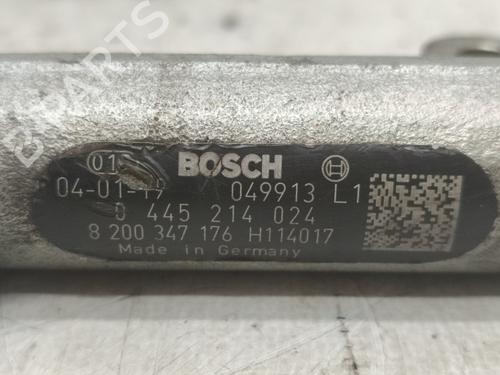 B-PARTS
01 BOSCH
04-01-19 049913 L1
0 445 214 024
8 200 347 176 H114017
Made in Germany